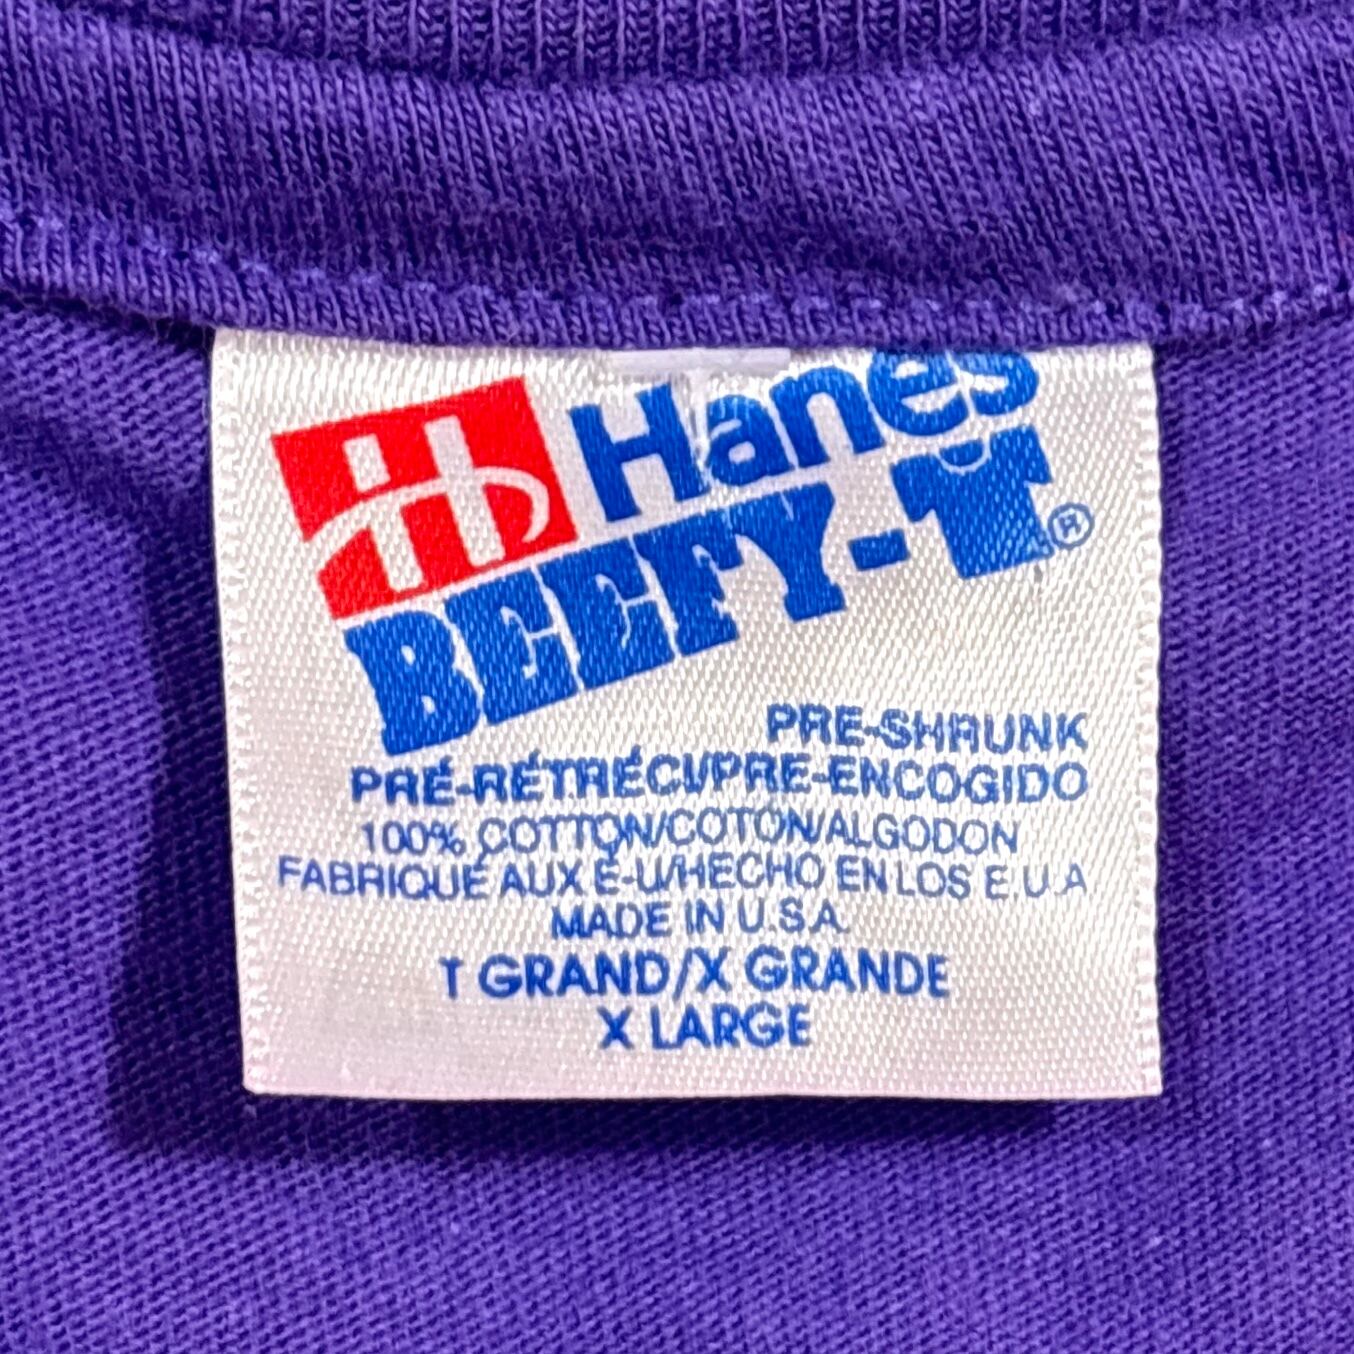 Hanes
BEEFY-T®
PRE-SHRUNK
PRÉ-RÉTRÉCI/PRE-ENCOGIDO
100% COTTON/COTON/ALGODON
FABRIQUÉ AUX É-U/HECHO EN LOS E.U.A.
MADE IN U.S.A.
T GRAND/X GRANDE
X LARGE